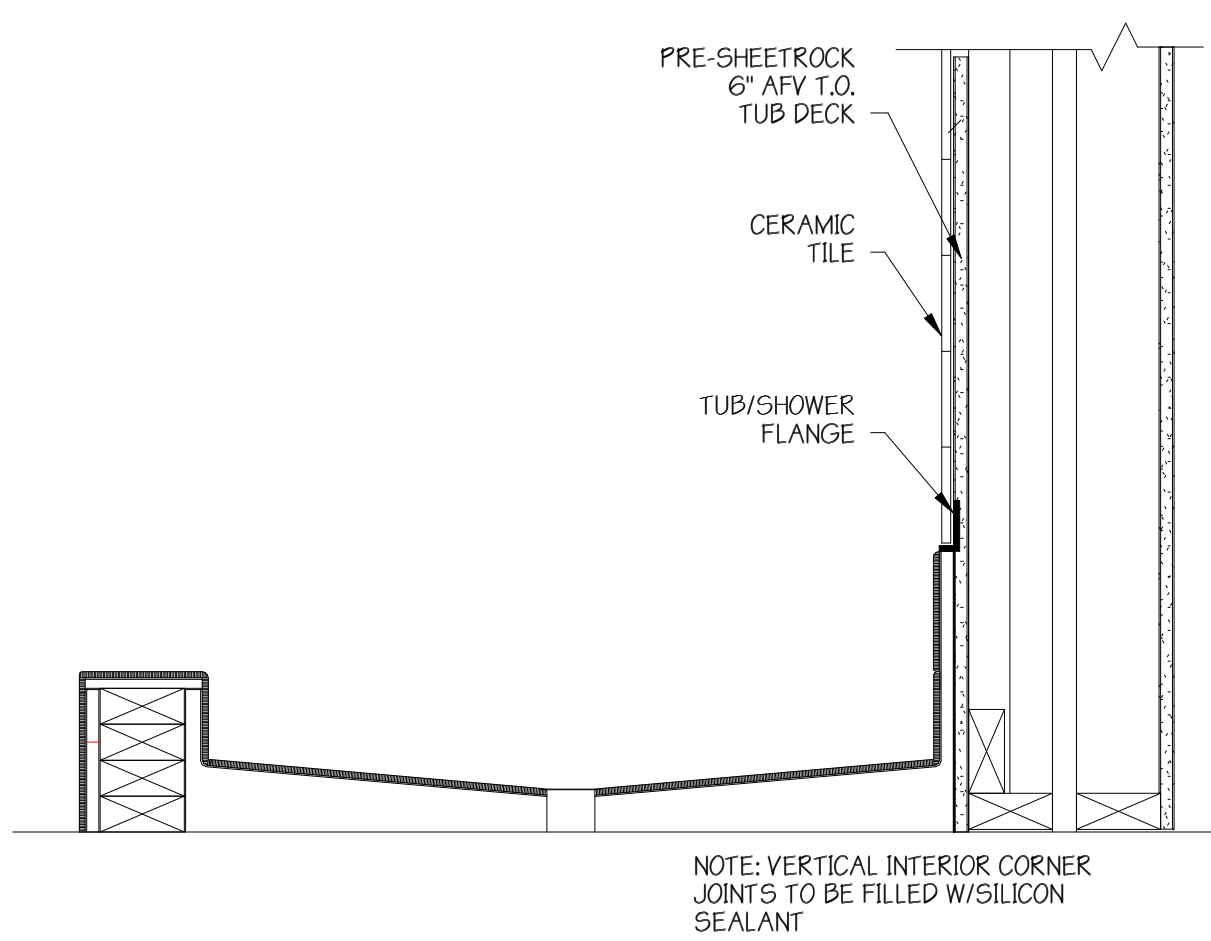 PRE-SHEETROCK
6" AFV T.O.
TUB DECK
CERAMIC
TILE
TUB/SHOWER
FLANGE
NOTE: VERTICAL INTERIOR CORNER
JOINTS TO BE FILLED W/SILICON
SEALANT